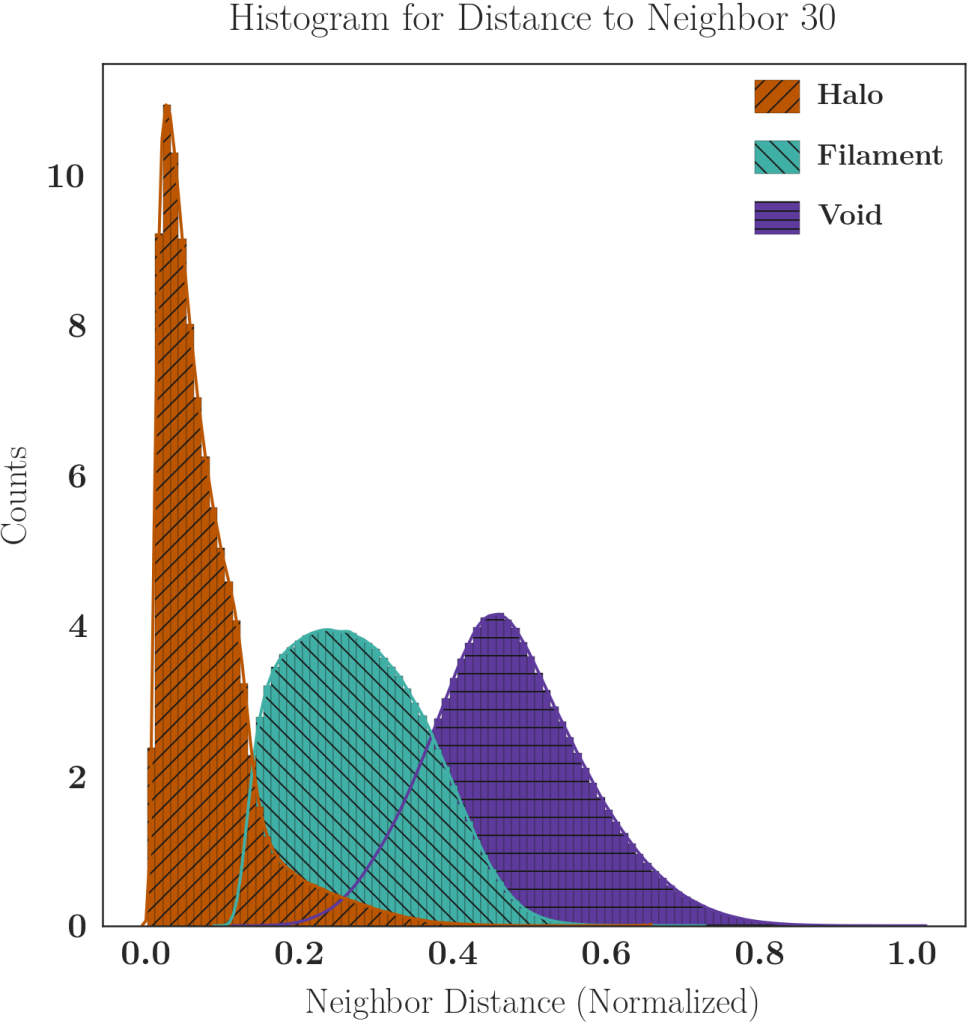 Histogram for Distance to Neighbor 30
Halo
Filament
Void
Counts
10
8
6
4
2
0
0.0 0.2 0.4 0.6 0.8 1.0
Neighbor Distance (Normalized)